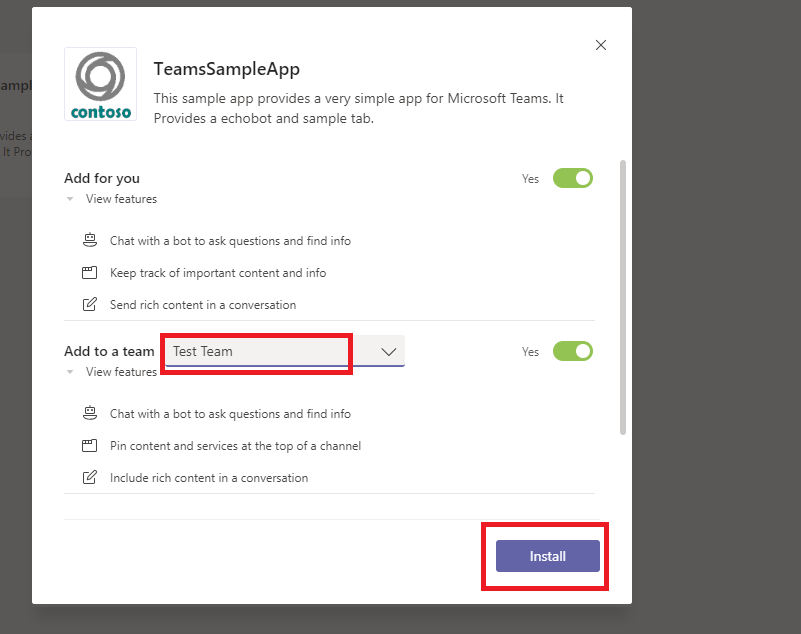 TeamsSampleApp
This sample app provides a very simple app for Microsoft Teams. It
Provides a echobot and sample tab.
contoso
ampl
vides a
It Pro
Add for you
Yes
View features
Chat with a bot to ask questions and find info
Keep track of important content and info
Send rich content in a conversation
Add to a team
Test Team
Yes
View features
Chat with a bot to ask questions and find info
Pin content and services at the top of a channel
Include rich content in a conversation
Install